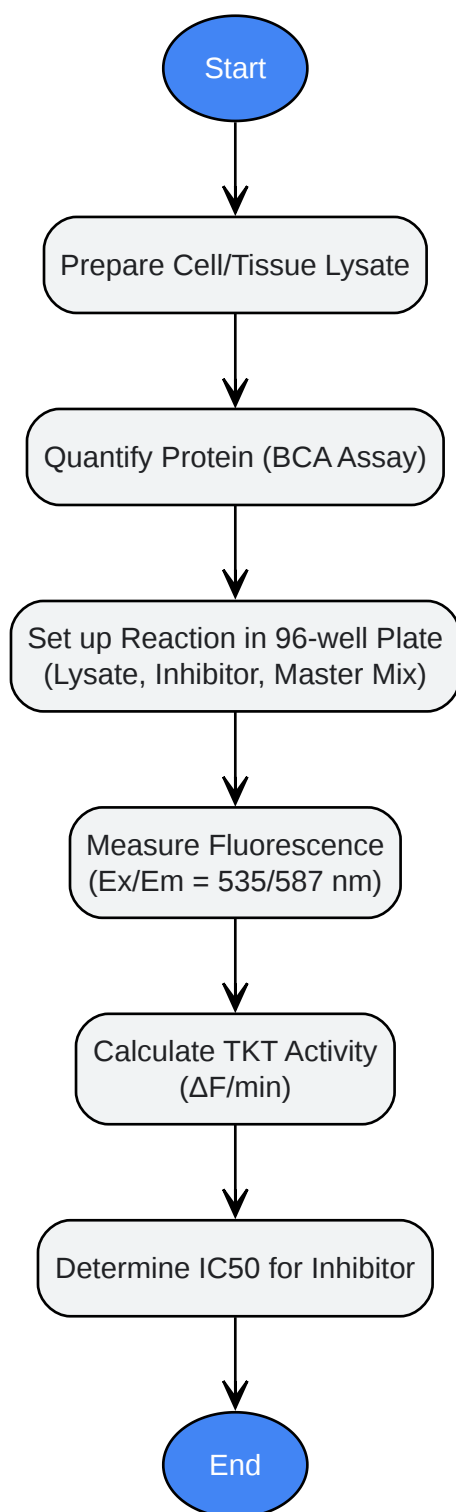 Start
Prepare Cell/Tissue Lysate
Quantify Protein (BCA Assay)
Set up Reaction in 96-well Plate
(Lysate, Inhibitor, Master Mix)
Measure Fluorescence
(Ex/Em = 535/587 nm)
Calculate TKT Activity
(ΔF/min)
Determine IC50 for Inhibitor
End